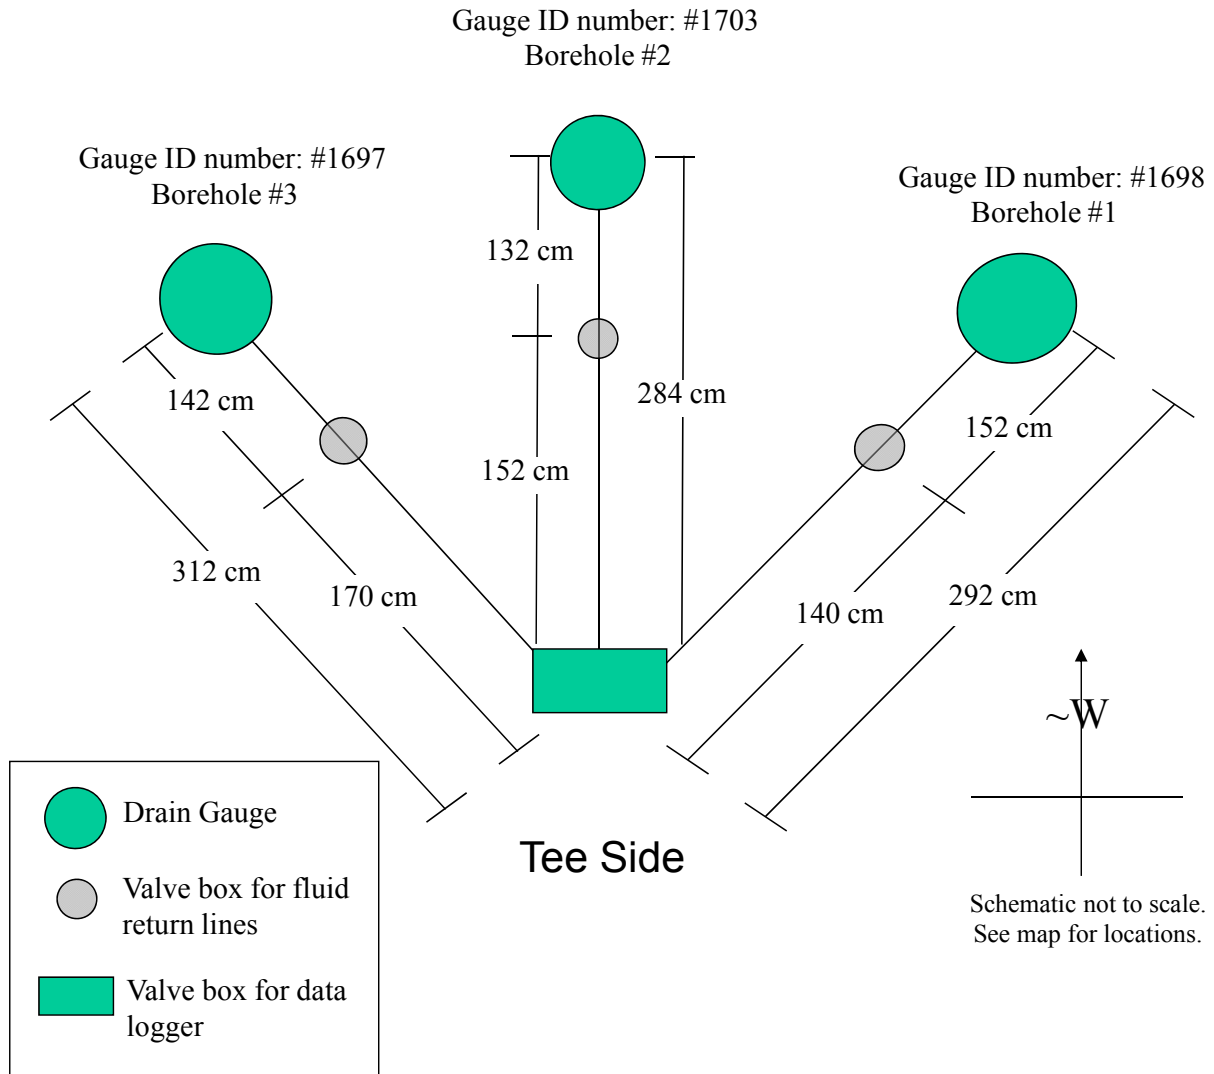 Gauge ID number: #1703
Borehole #2
Gauge ID number: #1697
Borehole #3
Gauge ID number: #1698
Borehole #1
132 cm
284 cm
142 cm
152 cm
152 cm
312 cm
170 cm
140 cm
292 cm
~W
Tee Side
Drain Gauge
Valve box for fluid
return lines
Valve box for data
logger
Schematic not to scale.
See map for locations.